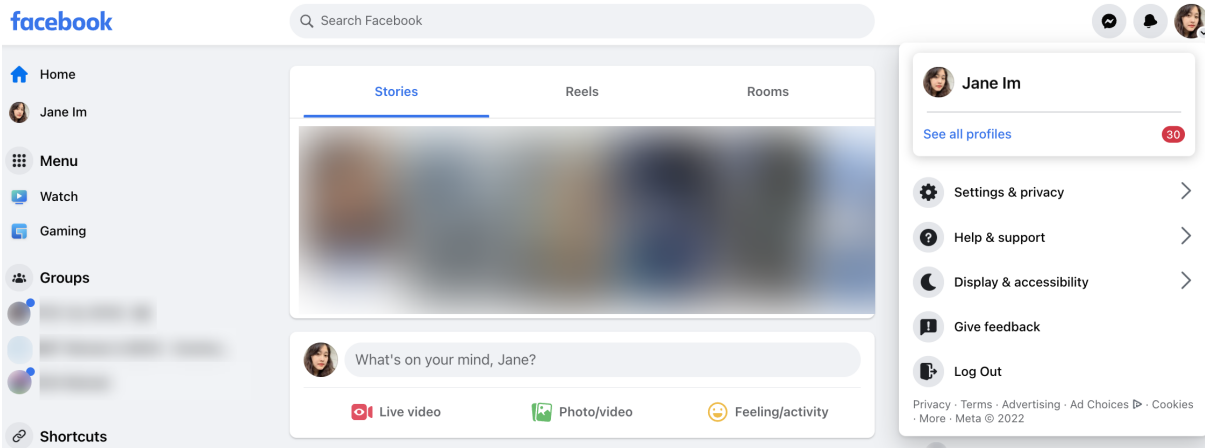 facebook
Search Facebook
Home
Jane Im
Menu
Watch
Gaming
Groups
Shortcuts
Stories
Reels
Rooms
What's on your mind, Jane?
Live video
Photo/video
Feeling/activity
Jane Im
See all profiles
30
Settings & privacy
Help & support
Display & accessibility
Give feedback
Log Out
Privacy · Terms · Advertising · Ad Choices · Cookies
· More · Meta © 2022